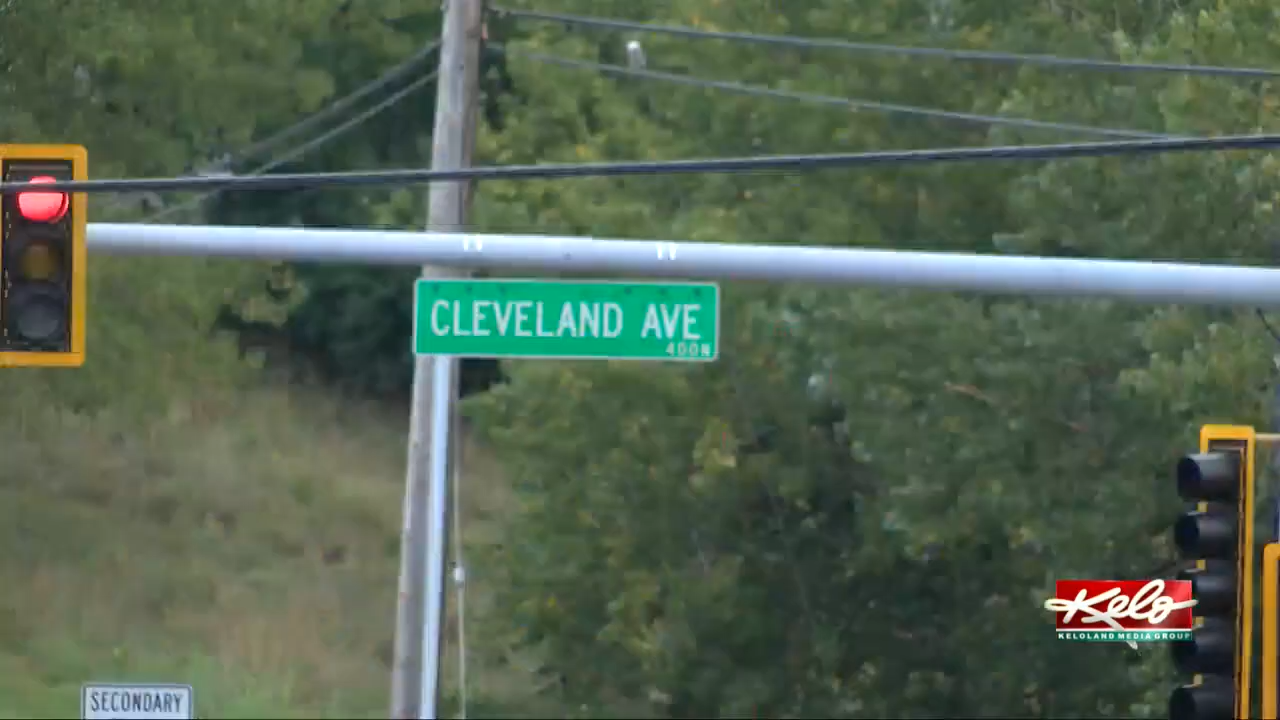 CLEVELAND AVE
400N
Kelo
KELOLAND MEDIA GROUP
SECONDARY